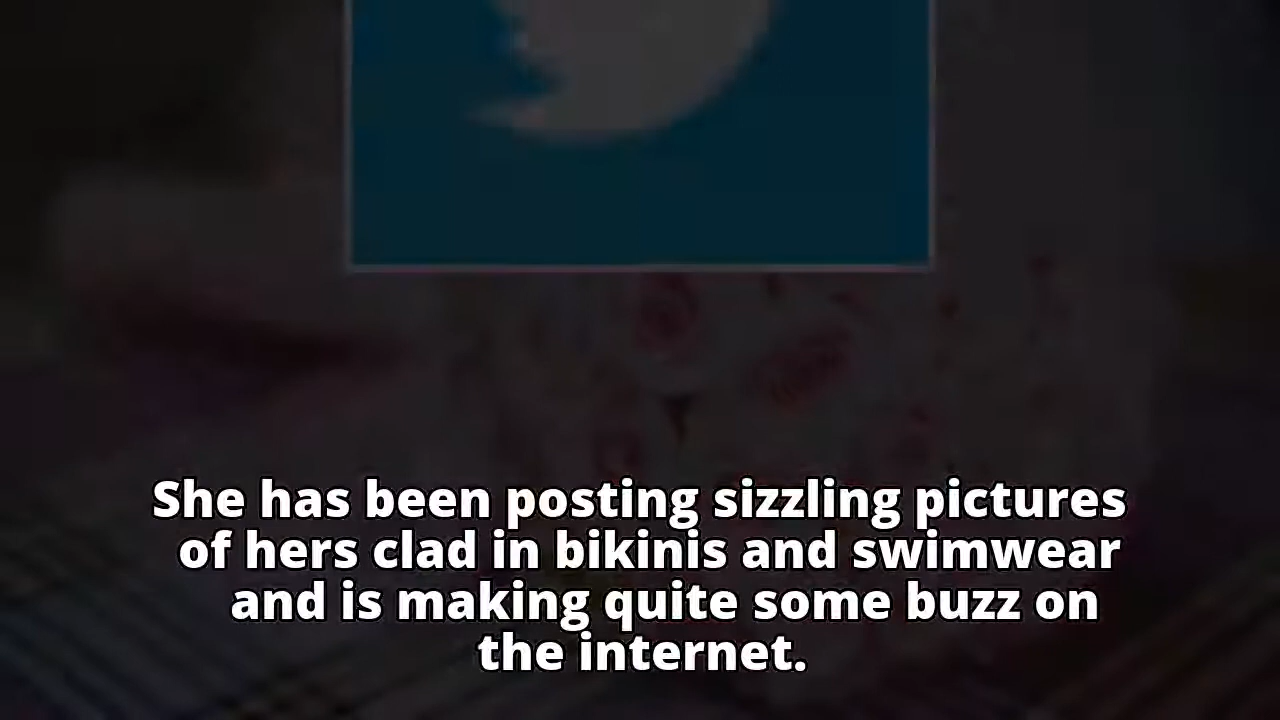 She has been posting sizzling pictures
of hers clad in bikinis and swimwear
and is making quite some buzz on
the internet.